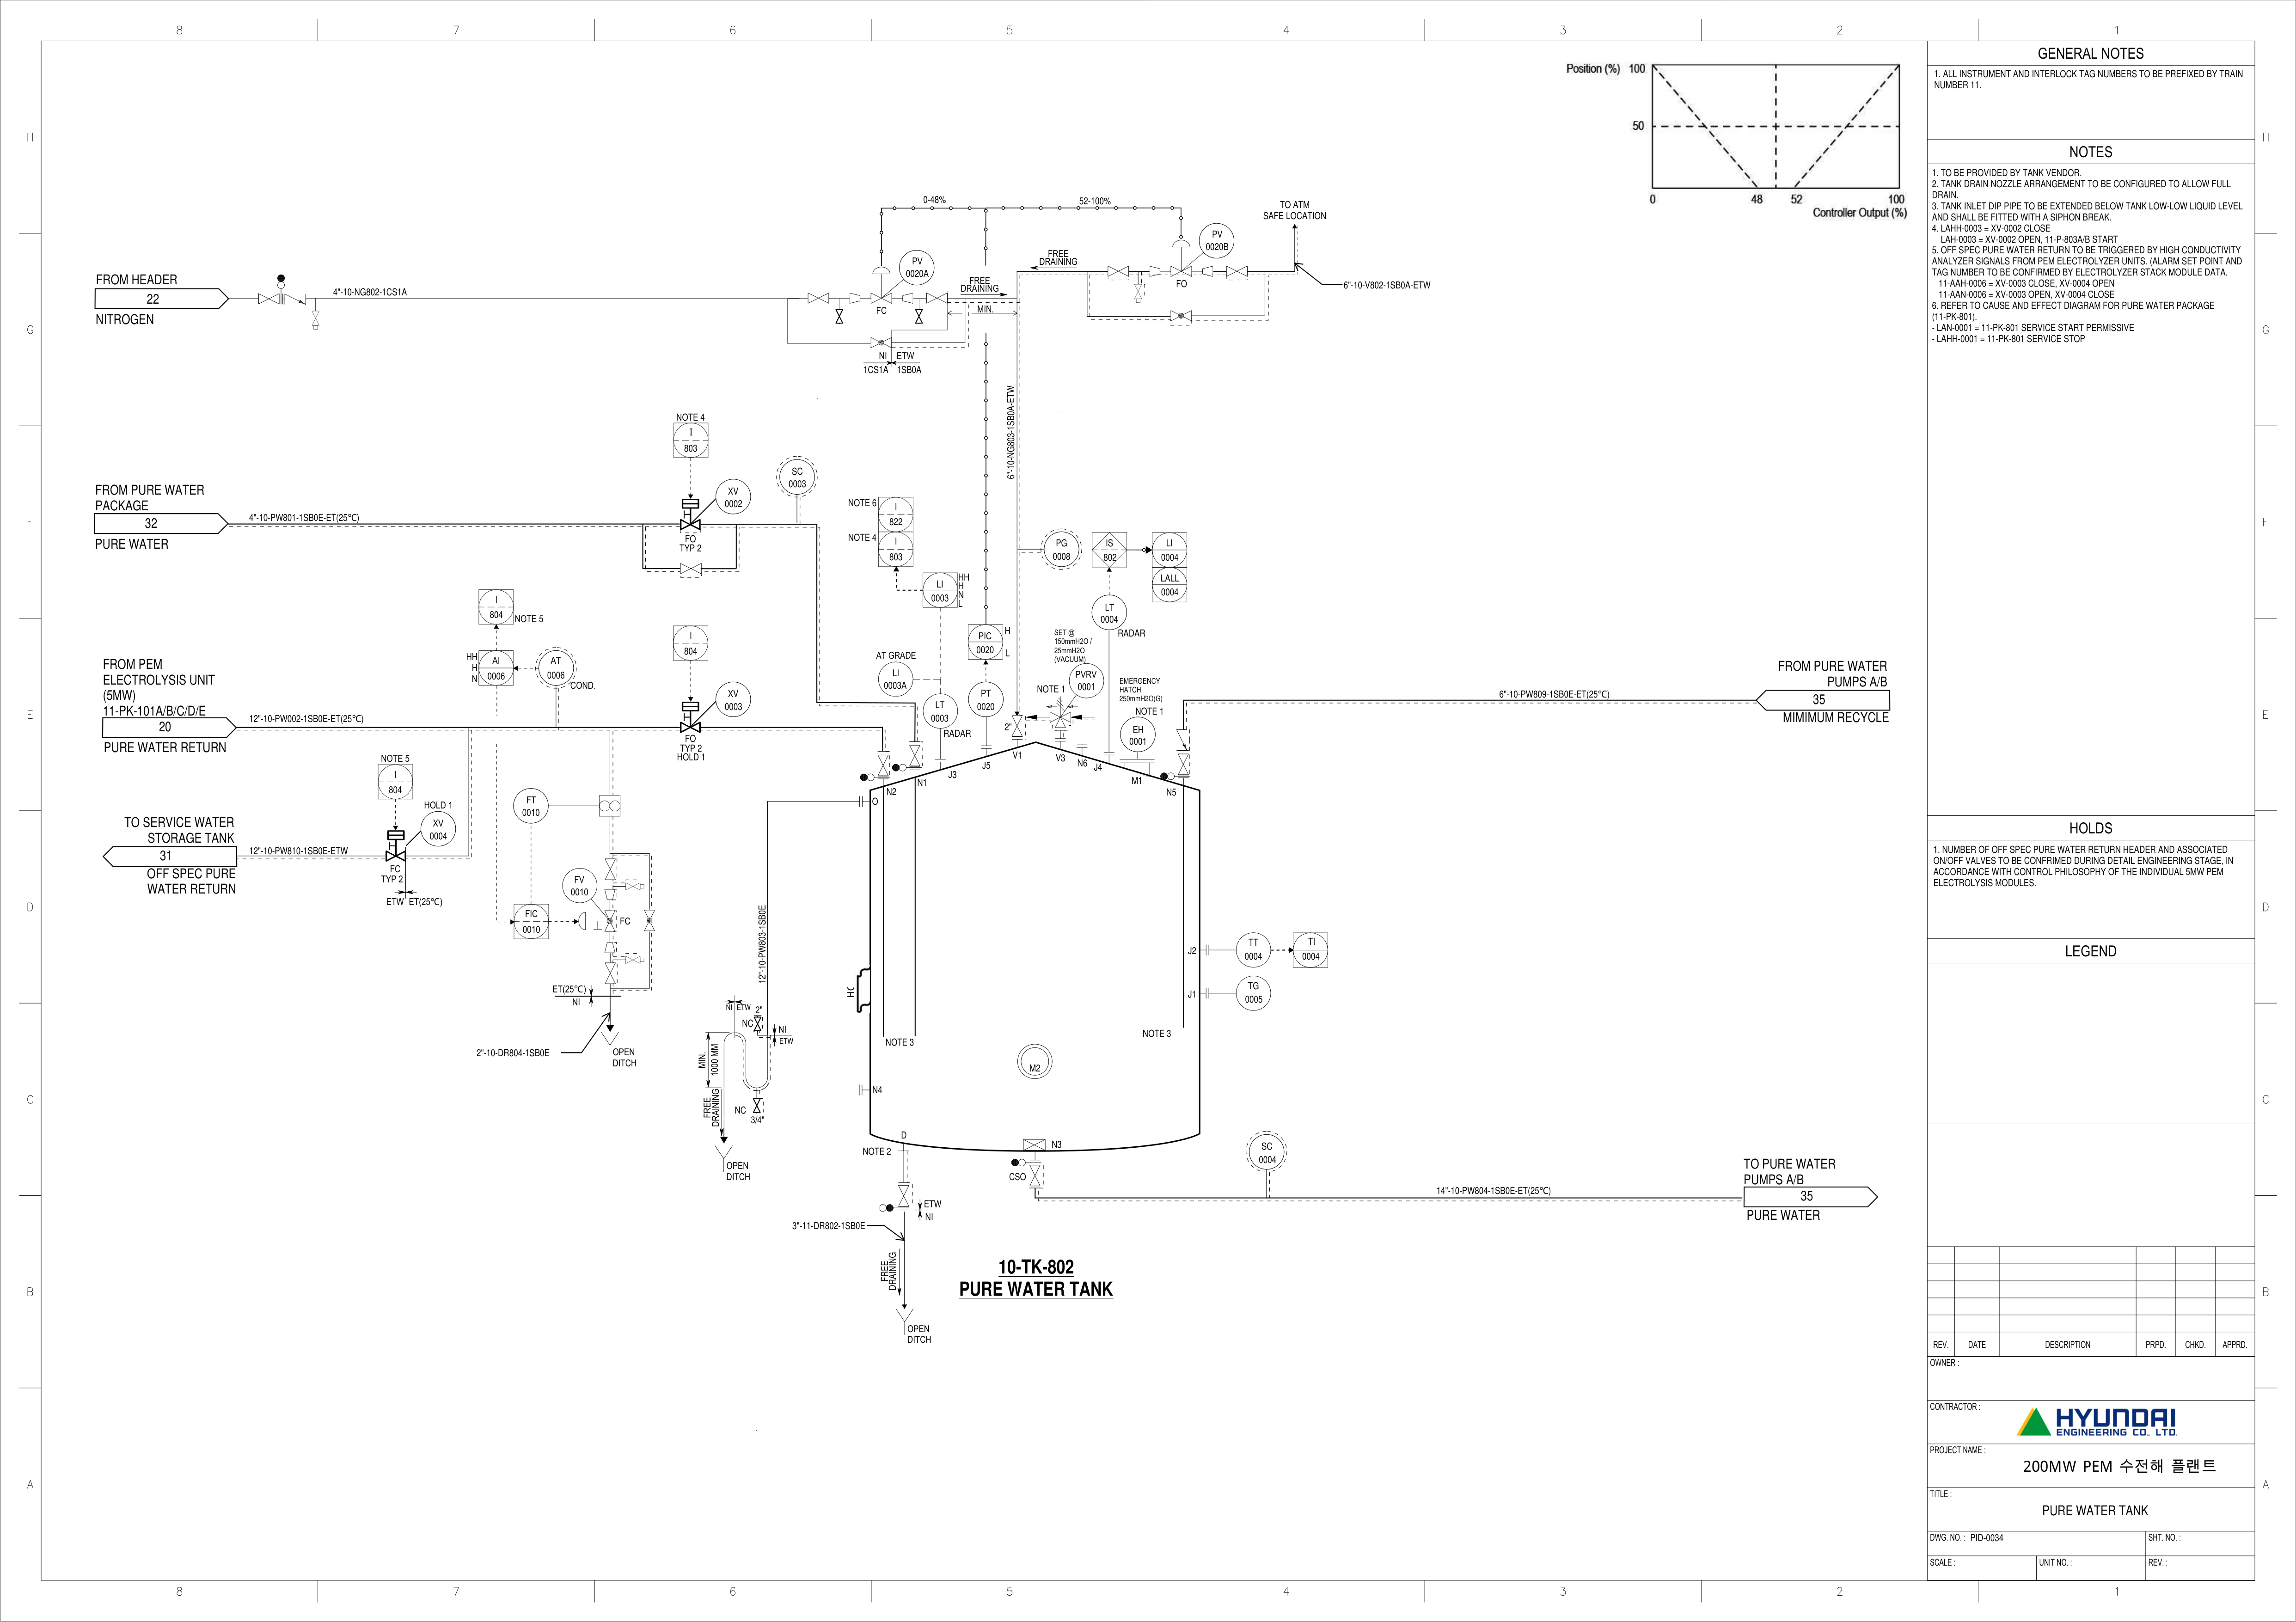 8 7 6 5 4 3 2 1
H
G
F
E
D
C
B
A
Position (%) 100
50
0 48 52 100
Controller Output (%)
0-48%
52-100%
TO ATM
SAFE LOCATION
PV
0020B
FREE
DRAINING
FO
6"-10-V802-1SB0A-ETW
PV
0020A
FREE
DRAINING
FC
MIN.
NI ETW
1CS1A 1SB0A
FROM HEADER
22
NITROGEN
4"-10-NG802-1CS1A
6"-10-NG803-1SB0A-ETW
NOTE 4
I
803
XV
0002
SC
0003
FROM PURE WATER
PACKAGE
32
PURE WATER
4"-10-PW801-1SB0E-ET(25℃)
FO
TYP 2
NOTE 6
I
822
NOTE 4
I
803
LI
0003
HH
H
N
L
PG
0008
IS
802
LI
0004
LALL
0004
LT
0004
RADAR
PIC
0020
H
L
SET @
150mmH2O /
25mmH2O
(VACUUM)
PVRV
0001
NOTE 1
EMERGENCY
HATCH
250mmH2O(G)
NOTE 1
EH
0001
AT GRADE
LI
0003A
LT
0003
RADAR
PT
0020
2"
I
804
NOTE 5
HH
H
N
AI
0006
AT
0006
COND.
I
804
XV
0003
FO
TYP 2
HOLD 1
FROM PEM
ELECTROLYSIS UNIT
(5MW)
11-PK-101A/B/C/D/E
20
PURE WATER RETURN
12"-10-PW002-1SB0E-ET(25℃)
FROM PURE WATER
PUMPS A/B
35
MIMIMUM RECYCLE
6"-10-PW809-1SB0E-ET(25℃)
N2
N1
J3
J5
V1
V3
N6
J4
M1
N5
O
NOTE 5
I
804
HOLD 1
XV
0004
FC
TYP 2
ETW ET(25℃)
TO SERVICE WATER
STORAGE TANK
31
OFF SPEC PURE
WATER RETURN
12"-10-PW810-1SB0E-ETW
FT
0010
FV
0010
FIC
0010
FC
ET(25℃)
NI
2"-10-DR804-1SB0E
OPEN
DITCH
12"-10-PW803-1SB0E
NI ETW
2"
NC
NI
ETW
MIN.
1000 MM
FREE
DRAINING
NC
3/4"
OPEN
DITCH
NOTE 3
NOTE 3
J2
TT
0004
TI
0004
J1
TG
0005
M2
N4
D
NOTE 2
N3
CSO
ETW
NI
3"-11-DR802-1SB0E
FREE
DRAINING
OPEN
DITCH
SC
0004
14"-10-PW804-1SB0E-ET(25℃)
TO PURE WATER
PUMPS A/B
35
PURE WATER
10-TK-802
PURE WATER TANK
GENERAL NOTES
1. ALL INSTRUMENT AND INTERLOCK TAG NUMBERS TO BE PREFIXED BY TRAIN
NUMBER 11.
NOTES
1. TO BE PROVIDED BY TANK VENDOR.
2. TANK DRAIN NOZZLE ARRANGEMENT TO BE CONFIGURED TO ALLOW FULL
DRAIN.
3. TANK INLET DIP PIPE TO BE EXTENDED BELOW TANK LOW-LOW LIQUID LEVEL
AND SHALL BE FITTED WITH A SIPHON BREAK.
4. LAHH-0003 = XV-0002 CLOSE
LAH-0003 = XV-0002 OPEN, 11-P-803A/B START
5. OFF SPEC PURE WATER RETURN TO BE TRIGGERED BY HIGH CONDUCTIVITY
ANALYZER SIGNALS FROM PEM ELECTROLYZER UNITS. (ALARM SET POINT AND
TAG NUMBER TO BE CONFIRMED BY ELECTROLYZER STACK MODULE DATA.
11-AAH-0006 = XV-0003 CLOSE, XV-0004 OPEN
11-AAN-0006 = XV-0003 OPEN, XV-0004 CLOSE
6. REFER TO CAUSE AND EFFECT DIAGRAM FOR PURE WATER PACKAGE
(11-PK-801).
- LAN-0001 = 11-PK-801 SERVICE START PERMISSIVE
- LAHH-0001 = 11-PK-801 SERVICE STOP
HOLDS
1. NUMBER OF OFF SPEC PURE WATER RETURN HEADER AND ASSOCIATED
ON/OFF VALVES TO BE CONFRIMED DURING DETAIL ENGINEERING STAGE, IN
ACCORDANCE WITH CONTROL PHILOSOPHY OF THE INDIVIDUAL 5MW PEM
ELECTROLYSIS MODULES.
LEGEND
REV. DATE DESCRIPTION PRPD. CHKD. APPRD.
OWNER :
CONTRACTOR :
HYUNDAI
ENGINEERING CO., LTD.
PROJECT NAME :
200MW PEM 수전해 플랜트
TITLE :
PURE WATER TANK
DWG. NO. : PID-0034 SHT. NO. :
SCALE : UNIT NO. : REV. :
8 7 6 5 4 3 2 1